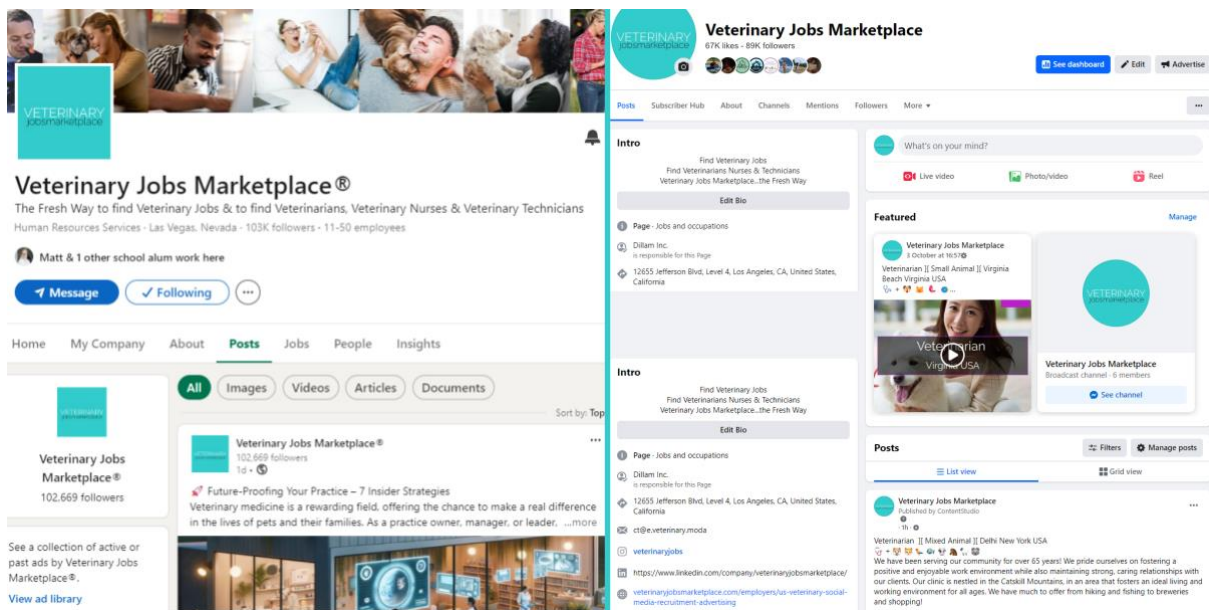 VETERINARY
jobsmarketplace
Veterinary Jobs Marketplace®
The Fresh Way to find Veterinary Jobs & to find Veterinarians, Veterinary Nurses & Veterinary Technicians
Human Resources Services · Las Vegas, Nevada · 103K followers · 11-50 employees
Matt & 1 other school alum work here
Message
Following
Home My Company About Posts Jobs People Insights
VETERINARY
jobsmarketplace
Veterinary Jobs
Marketplace®
102,669 followers
See a collection of active or
past ads by Veterinary Jobs
Marketplace®.
View ad library
All Images Videos Articles Documents
Sort by: Top
Veterinary Jobs Marketplace®
102,669 followers
1d •
🚀 Future-Proofing Your Practice – 7 Insider Strategies
Veterinary medicine is a rewarding field, offering the chance to make a real difference
in the lives of pets and their families. As a practice owner, manager, or leader, ...more
VETERINARY
jobsmarketplace
Veterinary Jobs Marketplace
67K likes • 89K followers
See dashboard Edit Advertise
Posts Subscriber Hub About Channels Mentions Followers More
Intro
Find Veterinary Jobs
Find Veterinarians Nurses & Technicians
Veterinary Jobs Marketplace...the Fresh Way
Edit Bio
Page · Jobs and occupations
Dillam Inc.
is responsible for this Page
12655 Jefferson Blvd, Level 4, Los Angeles, CA, United States,
California
Intro
Find Veterinary Jobs
Find Veterinarians Nurses & Technicians
Veterinary Jobs Marketplace...the Fresh Way
Edit Bio
Page · Jobs and occupations
Dillam Inc.
is responsible for this Page
12655 Jefferson Blvd, Level 4, Los Angeles, CA, United States,
California
ct@e.veterinary.moda
veterinaryjobs
https://www.linkedin.com/company/veterinaryjobsmarketplace/
veterinaryjobsmarketplace.com/employers/us-veterinary-social-
media-recruitment-advertising
What's on your mind?
Live video Photo/video Reel
Featured
Manage
Veterinary Jobs Marketplace
3 October at 16:57
Veterinarian ][ Small Animal ][ Virginia
Beach Virginia USA
Veterinarian
Virginia USA
VETERINARY
jobsmarketplace
Veterinary Jobs Marketplace
Broadcast channel · 6 members
See channel
Posts
Filters Manage posts
List view Grid view
Veterinary Jobs Marketplace
Published by ContentStudio
· 1h ·
Veterinarian ][ Mixed Animal ][ Delhi New York USA
We have been serving our community for over 65 years! We pride ourselves on fostering a
positive and enjoyable work environment while also maintaining strong, caring relationships with
our clients. Our clinic is nestled in the Catskill Mountains, in an area that fosters an ideal living and
working environment for all ages. We have much to offer from hiking and fishing to breweries
and shopping!